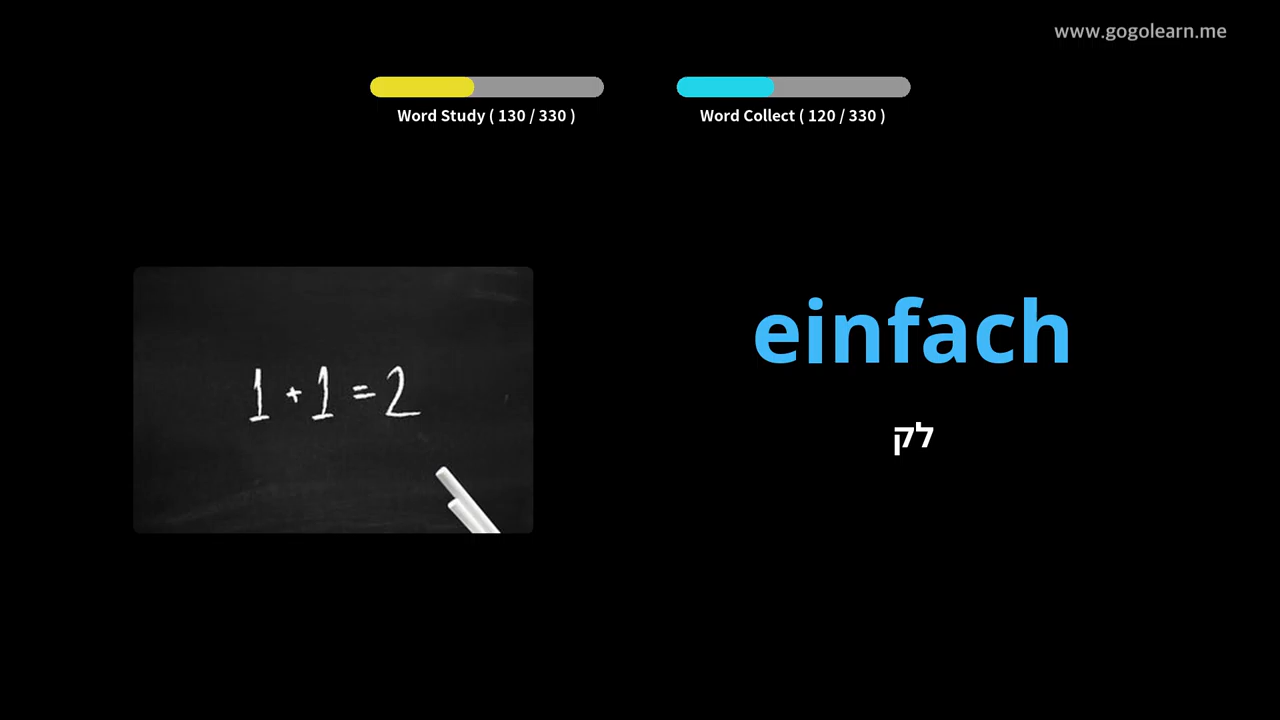 www.gogolearn.me
Word Study ( 130 / 330 )
Word Collect ( 120 / 330 )
1 + 1 = 2
einfach
לק